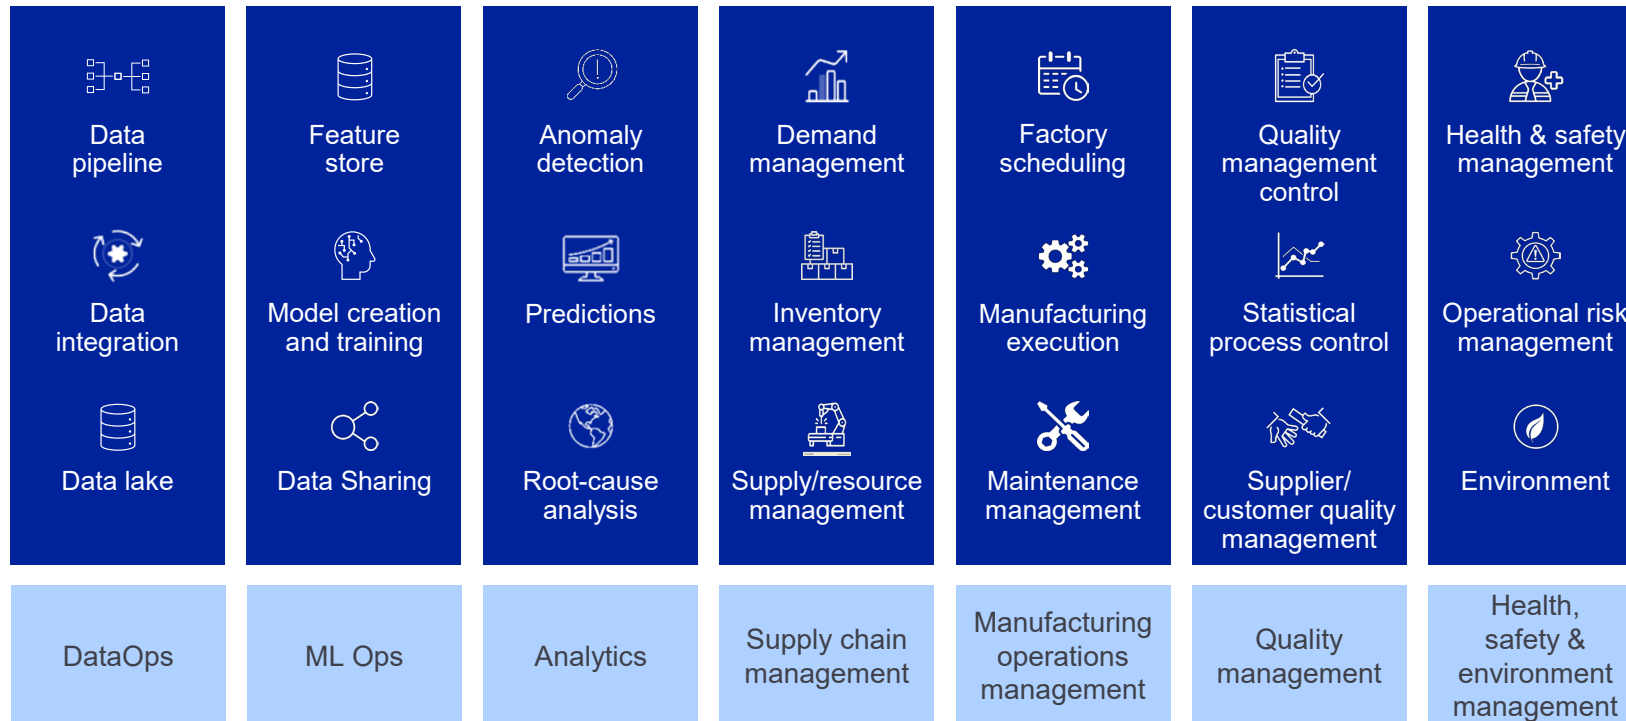 Data
pipeline
Data
integration
Data lake
DataOps
Feature
store
Model creation
and training
Data Sharing
ML Ops
Anomaly
detection
Predictions
Root-cause
analysis
Analytics
Demand
management
Inventory
management
Supply/resource
management
Supply chain
management
Factory
scheduling
Manufacturing
execution
Maintenance
management
Manufacturing
operations
management
Quality
management
control
Statistical
process control
Supplier/
customer quality
management
Quality
management
Health & safety
management
Operational risk
management
Environment
Health,
safety &
environment
management